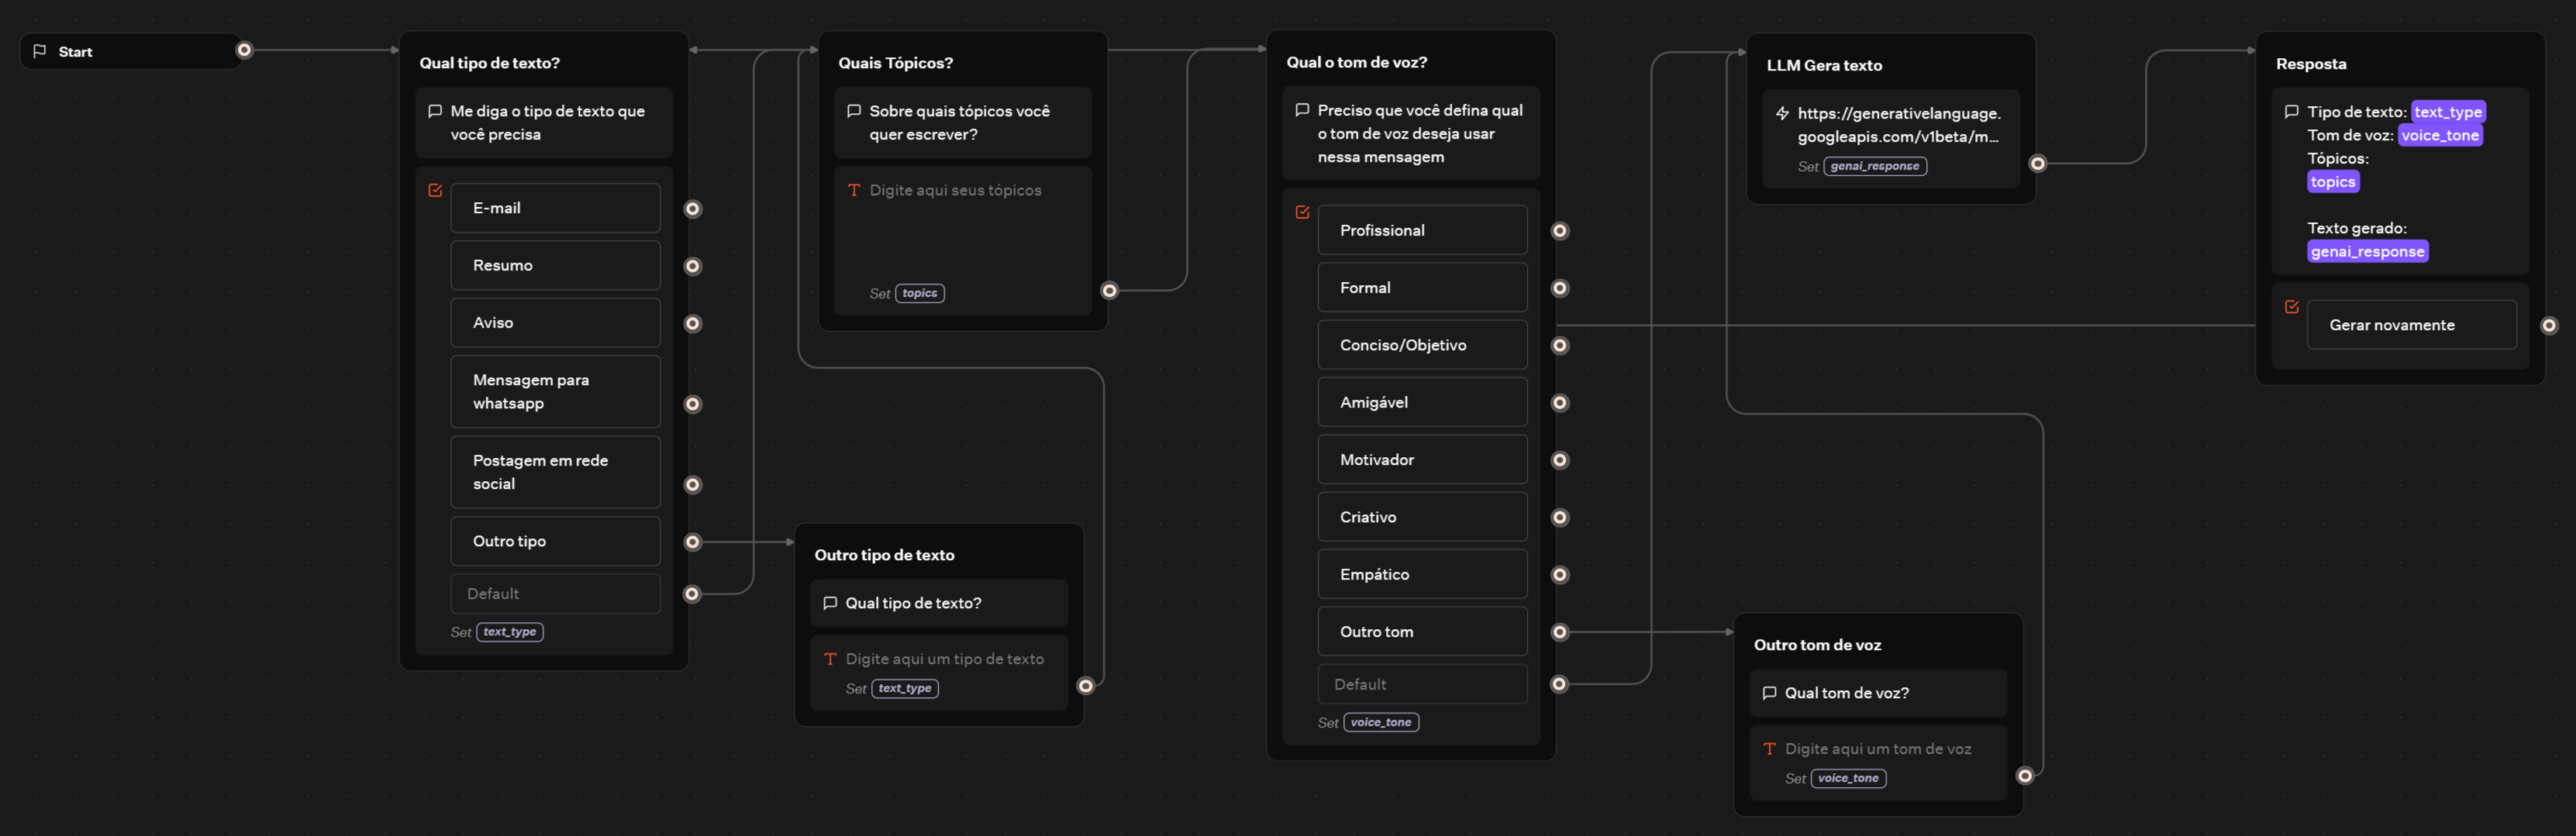 Start
Qual tipo de texto?
Me diga o tipo de texto que
você precisa
E-mail
Resumo
Aviso
Mensagem para
whatsapp
Postagem em rede
social
Outro tipo
Default
Set text_type
Quais Tópicos?
Sobre quais tópicos você
quer escrever?
Digite aqui seus tópicos
Set topics
Outro tipo de texto
Qual tipo de texto?
Digite aqui um tipo de texto
Set text_type
Qual o tom de voz?
Preciso que você defina qual
o tom de voz deseja usar
nessa mensagem
Profissional
Formal
Conciso/Objetivo
Amigável
Motivador
Criativo
Empático
Outro tom
Default
Set voice_tone
LLM Gera texto
https://generativelanguage.
googleapis.com/v1beta/m...
Set genai_response
Outro tom de voz
Qual tom de voz?
Digite aqui um tom de voz
Set voice_tone
Resposta
Tipo de texto: text_type
Tom de voz: voice_tone
Tópicos:
topics
Texto gerado:
genai_response
Gerar novamente